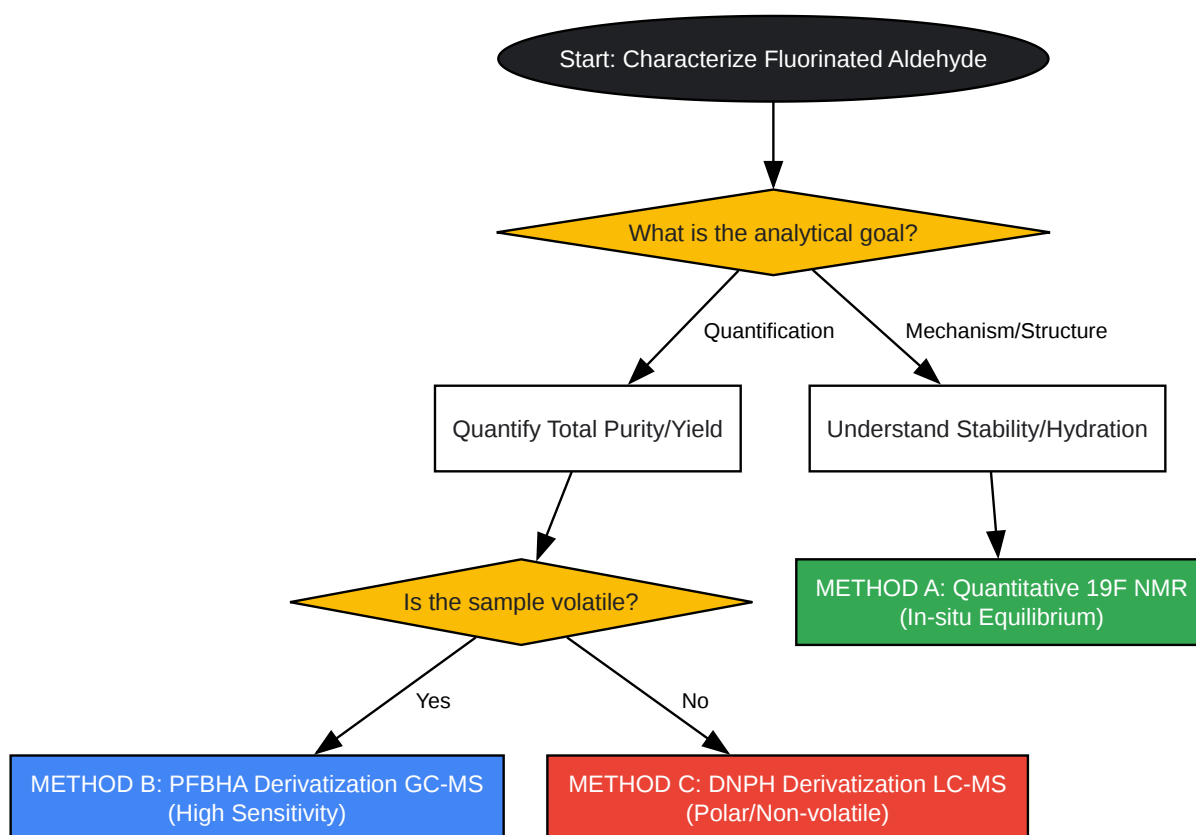 Start: Characterize Fluorinated Aldehyde
What is the analytical goal?
Quantification
Mechanism/Structure
Quantify Total Purity/Yield
Understand Stability/Hydration
Is the sample volatile?
METHOD A: Quantitative 19F NMR
(In-situ Equilibrium)
Yes
No
METHOD B: PFBHA Derivatization GC-MS
(High Sensitivity)
METHOD C: DNPH Derivatization LC-MS
(Polar/Non-volatile)